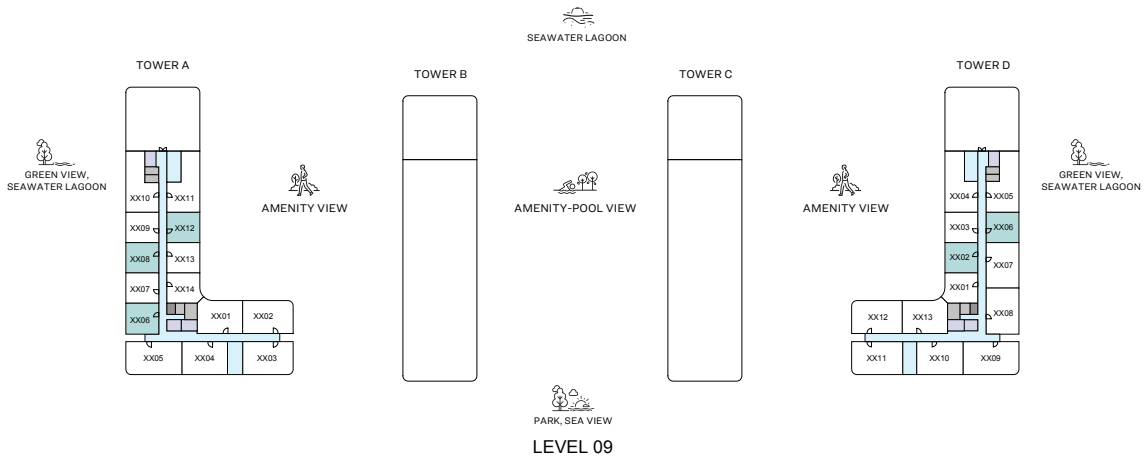 SEAWATER LAGOON
TOWER A
TOWER B
TOWER C
TOWER D
GREEN VIEW,
SEAWATER LAGOON
AMENITY VIEW
AMENITY-POOL VIEW
AMENITY VIEW
GREEN VIEW,
SEAWATER LAGOON
XX10 XX11
XX09 XX12
XX08 XX13
XX07 XX14
XX06 XX01 XX02
XX05 XX04 XX03
XX04 XX05
XX03 XX06
XX02 XX07
XX01
XX12 XX13 XX08
XX11 XX10 XX09
PARK, SEA VIEW
LEVEL 09